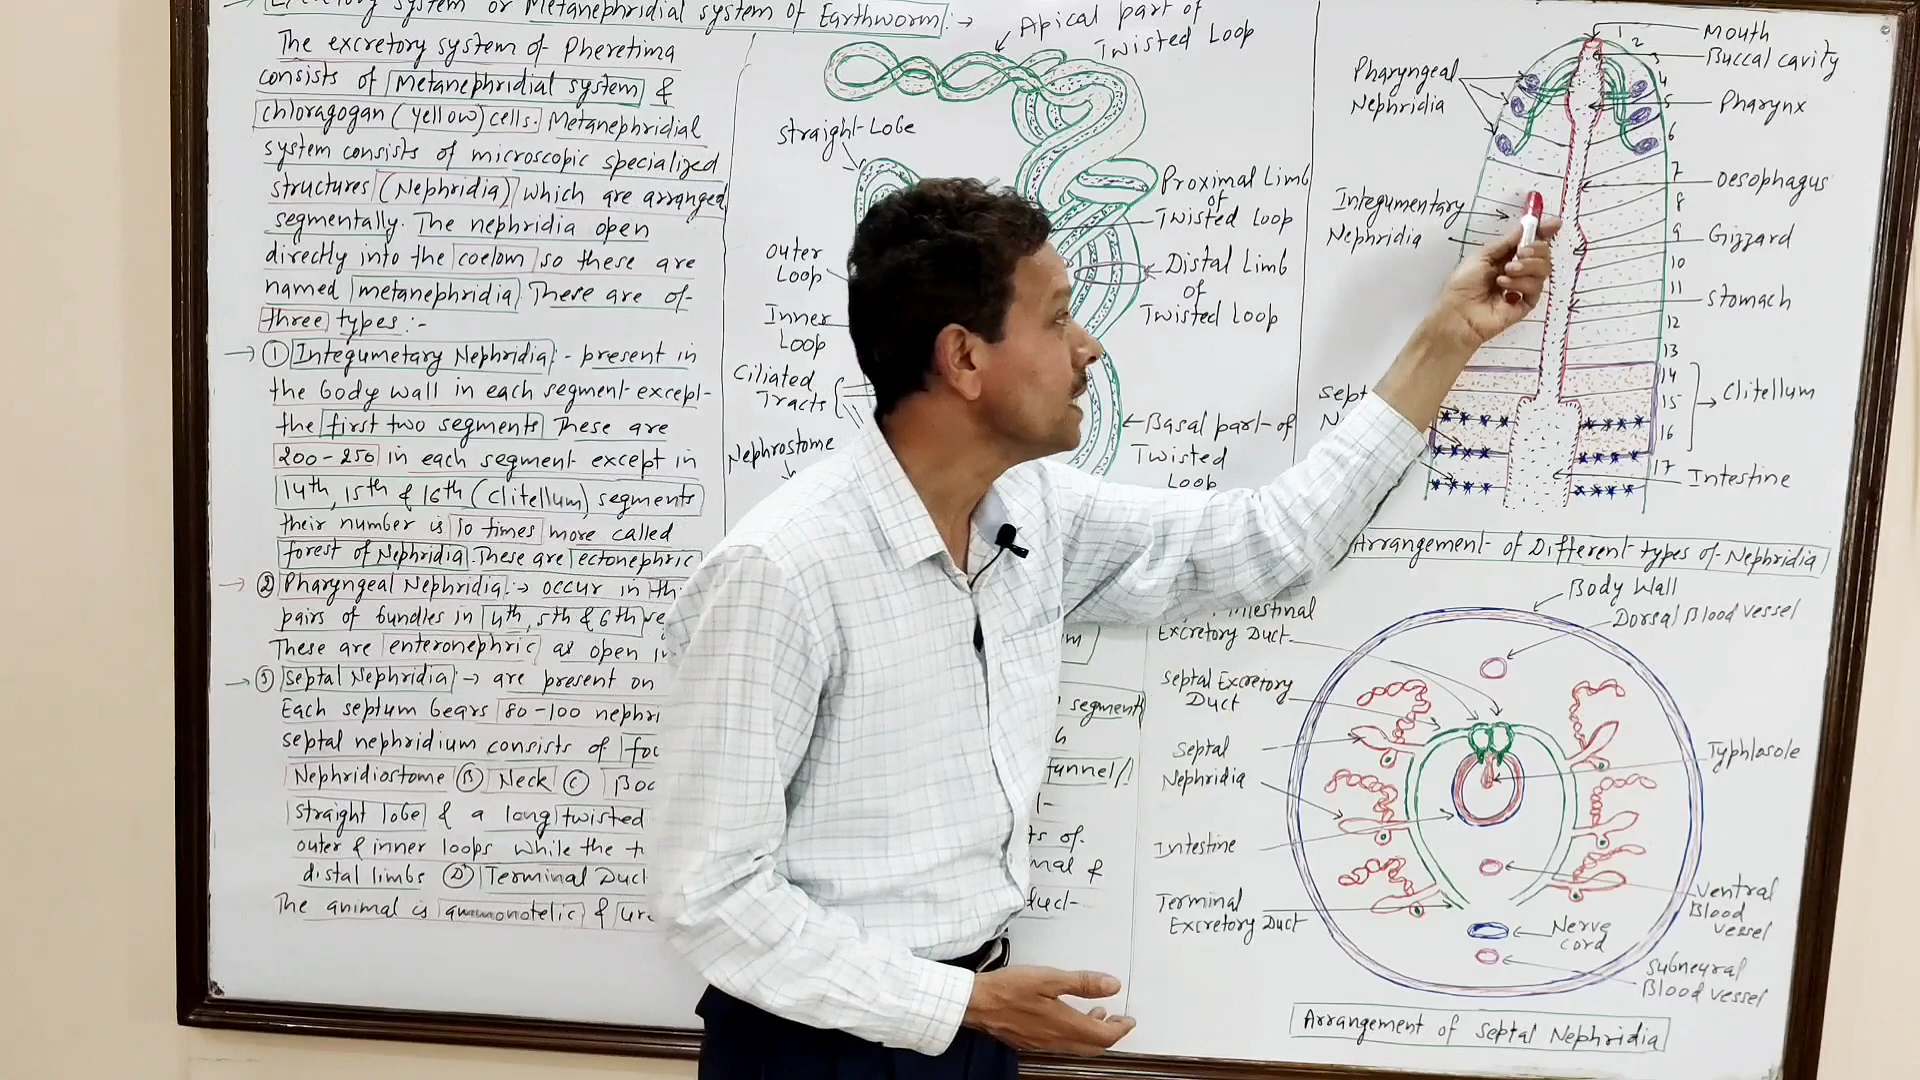 Excretory system or Metanephridial system of Earthworm :→
The excretory system of Pheretima
consists of Metanephridial system &
chloragogan (yellow) cells. Metanephridial
system consists of microscopic specialized
structures (Nephridia) which are arranged
segmentally. The nephridia open
directly into the coelom so these are
named metanephridia. These are of
three types :-
→ ① Integumetary Nephridia :- present in
the body wall in each segment except
the first two segments These are
200-250 in each segment except in
14th, 15th & 16th (Clitellum) segments
their number is 10 times more called
forest of Nephridia. These are ectonephric
→ ② Pharyngeal Nephridia :→ occur in th
pairs of bundles in 4th, 5th & 6th se
These are enteronephric as open in
→ ③ Septal Nephridia :→ are present on
Each septum bears 80-100 nephri
septal nephridium consists of
Nephridiostome Ⓑ Neck Ⓒ
straight lobe & a long twisted
outer & inner loops while the
distal limbs Ⓓ Terminal Duct
The animal is ammonotelic &
segment
funnel/
of
&
duct
Apical part of
Twisted Loop
straight-Lobe
Proximal Limb
of
Twisted Loop
Outer
Loop
Distal Limb
of
Twisted Loop
Inner
Loop
Ciliated
Tracts
Basal part of
Twisted
Loop
Nephrostome
Mouth
Buccal cavity
Pharyngeal
Nephridia
Pharynx
Oesophagus
Integumentary
Nephridia
Gizzard
Stomach
Clitellum
Intestine
1
2
3
4
5
6
7
8
9
10
11
12
13
14
15
16
17
Arrangement of Different types of Nephridia
Body Wall
Dorsal Blood vessel
Excretory Duct
Septal Excretory
Duct
Septal
Nephridia
Typhlosole
Intestine
Terminal
Excretory Duct
Ventral
Blood
vessel
Nerve
cord
Subneural
Blood vessel
Arrangement of Septal Nephridia